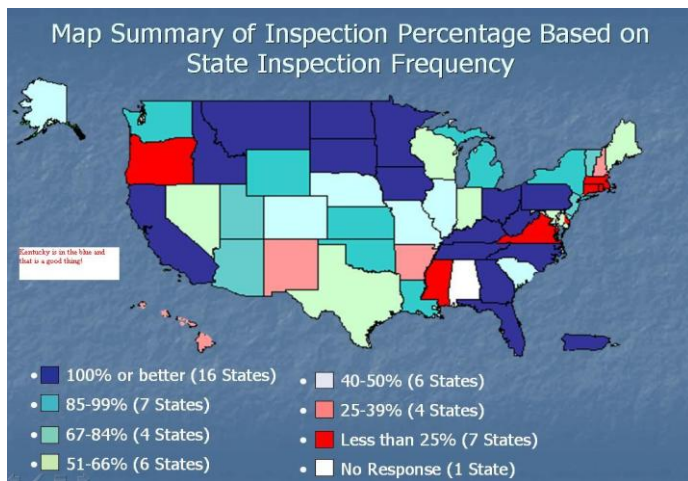 Map Summary of Inspection Percentage Based on
State Inspection Frequency
Kentucky is in the blue and
that is a good thing!
• 100% or better (16 States)
• 85-99% (7 States)
• 67-84% (4 States)
• 51-66% (6 States)
• 40-50% (6 States)
• 25-39% (4 States)
• Less than 25% (7 States)
• No Response (1 State)